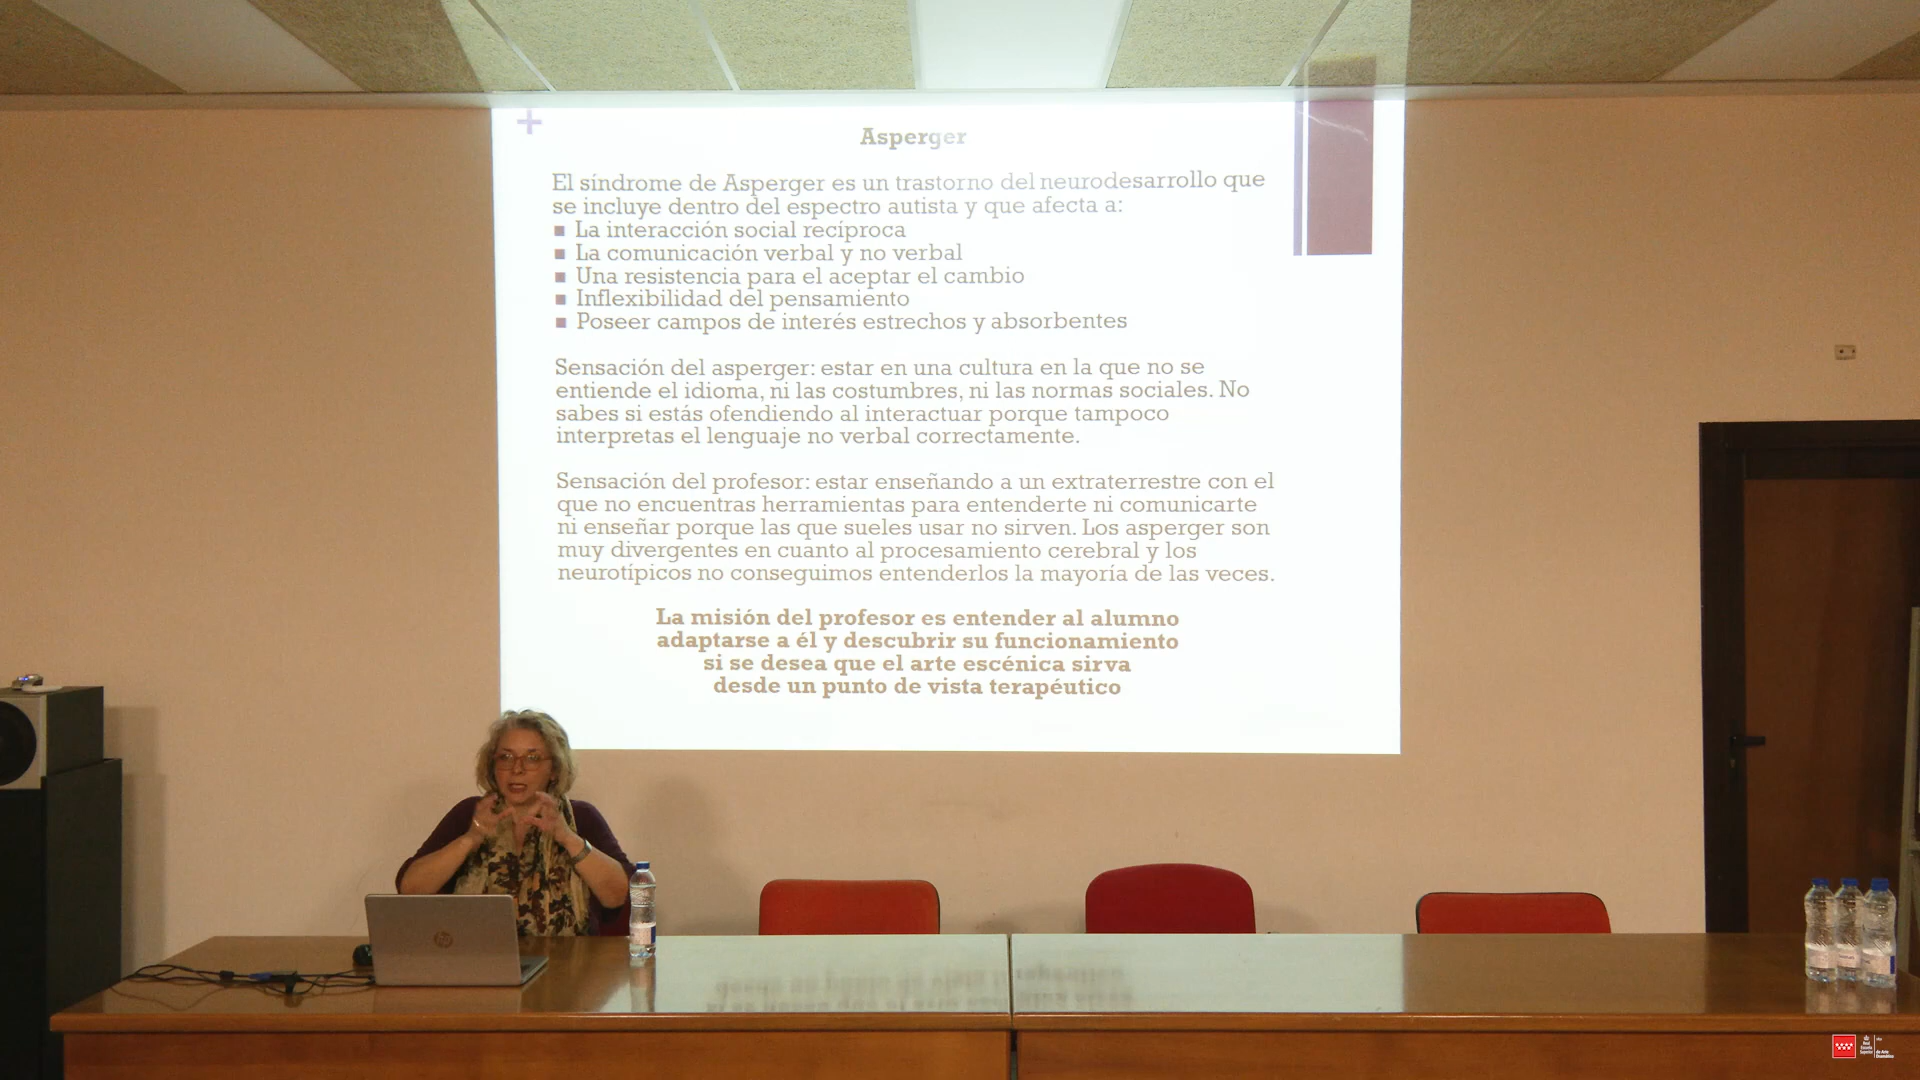 Asperger
El síndrome de Asperger es un trastorno del neurodesarrollo que
se incluye dentro del espectro autista y que afecta a:
La interacción social recíproca
La comunicación verbal y no verbal
Una resistencia para el aceptar el cambio
Inflexibilidad del pensamiento
Poseer campos de interés estrechos y absorbentes
Sensación del asperger: estar en una cultura en la que no se
entiende el idioma, ni las costumbres, ni las normas sociales. No
sabes si estás ofendiendo al interactuar porque tampoco
interpretas el lenguaje no verbal correctamente.
Sensación del profesor: estar enseñando a un extraterrestre con el
que no encuentras herramientas para entenderte ni comunicarte
ni enseñar porque las que sueles usar no sirven. Los asperger son
muy divergentes en cuanto al procesamiento cerebral y los
neurotípicos no conseguimos entenderlos la mayoría de las veces.
La misión del profesor es entender al alumno
adaptarse a él y descubrir su funcionamiento
si se desea que el arte escénica sirva
desde un punto de vista terapéutico
hp